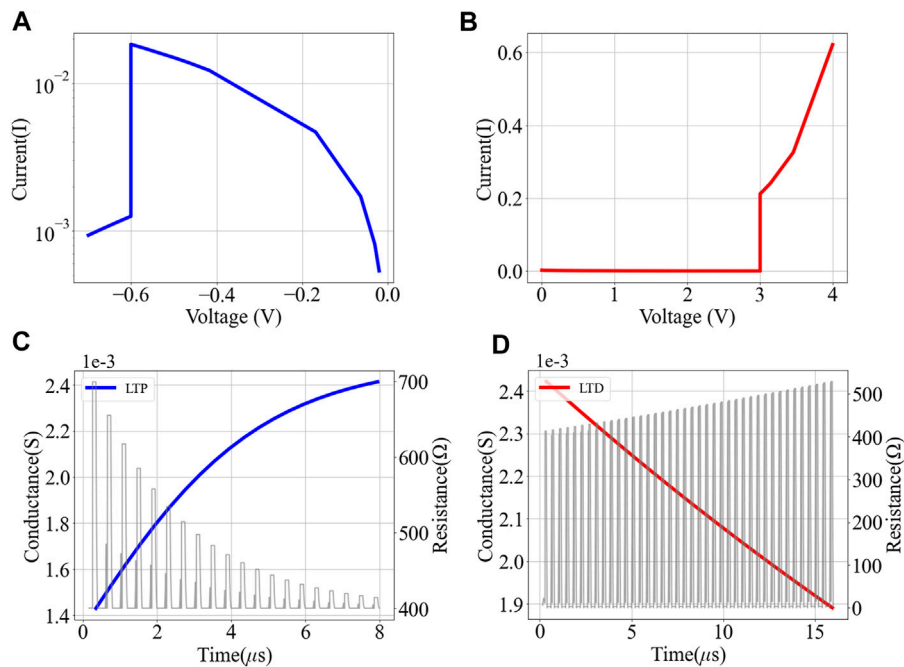 A
Current(I)
10⁻²
10⁻³
−0.6
−0.4
−0.2
0.0
Voltage (V)
B
Current(I)
0.6
0.4
0.2
0.0
0
1
2
3
4
Voltage (V)
C
1e-3
LTP
Conductance(S)
2.4
2.2
2.0
1.8
1.6
1.4
700
600
500
400
Resistance(Ω)
0
2
4
6
8
Time(μs)
D
1e-3
LTD
Conductance(S)
2.4
2.3
2.2
2.1
2.0
1.9
500
400
300
200
100
0
Resistance(Ω)
0
5
10
15
Time(μs)